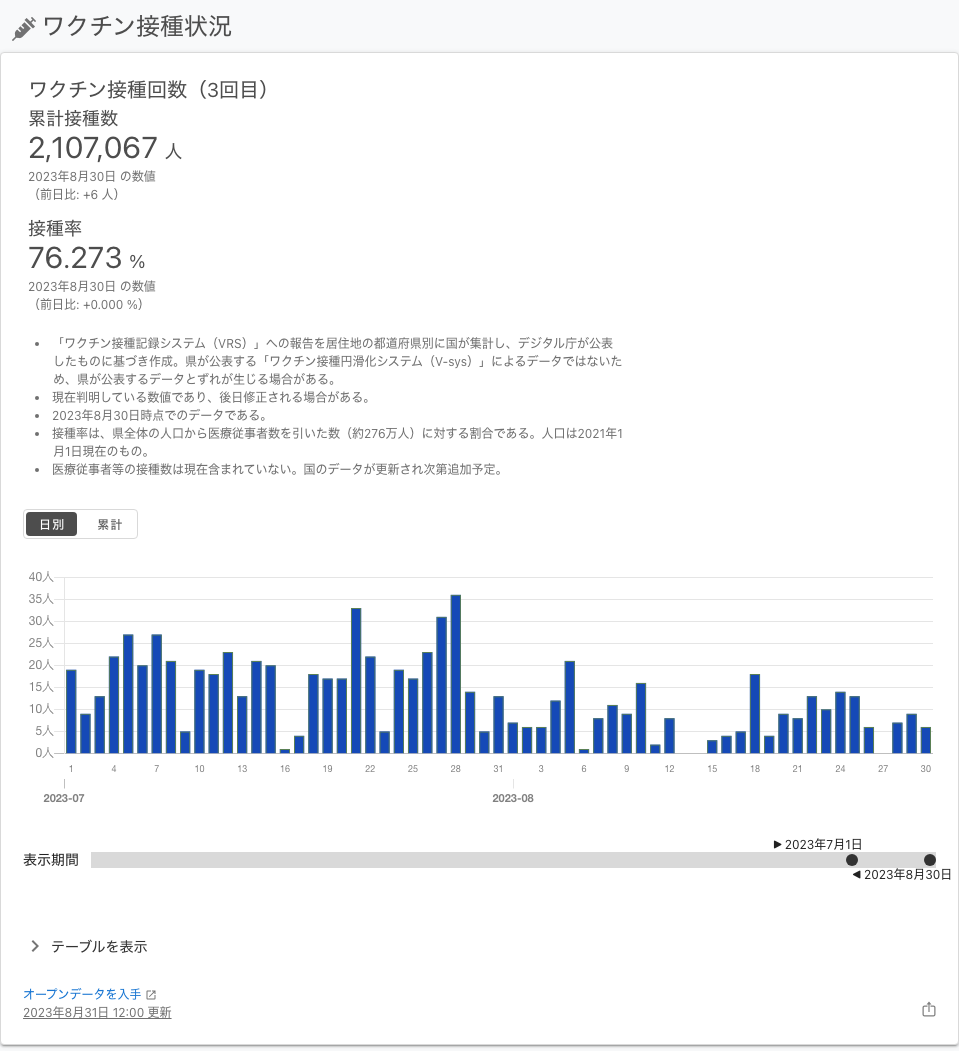 ワクチン接種状況
ワクチン接種回数（3回目）
累計接種数
2,107,067 人
2023年8月30日 の数値
（前日比: +6 人）
接種率
76.273 %
2023年8月30日 の数値
（前日比: +0.000 %）
• 「ワクチン接種記録システム（VRS）」への報告を居住地の都道府県別に国が集計し、デジタル庁が公表
したものに基づき作成。県が公表する「ワクチン接種円滑化システム（V-sys）」によるデータではないた
め、県が公表するデータとずれが生じる場合がある。
• 現在判明している数値であり、後日修正される場合がある。
• 2023年8月30日時点でのデータである。
• 接種率は、県全体の人口から医療従事者数を引いた数（約276万人）に対する割合である。人口は2021年1
月1日現在のもの。
• 医療従事者等の接種数は現在含まれていない。国のデータが更新され次第追加予定。
日別 累計
40人
35人
30人
25人
20人
15人
10人
5人
0人
1 4 7 10 13 16 19 22 25 28 31 3 6 9 12 15 18 21 24 27 30
2023-07 2023-08
▶ 2023年7月1日
表示期間
◀ 2023年8月30日
テーブルを表示
オープンデータを入手
2023年8月31日 12:00 更新